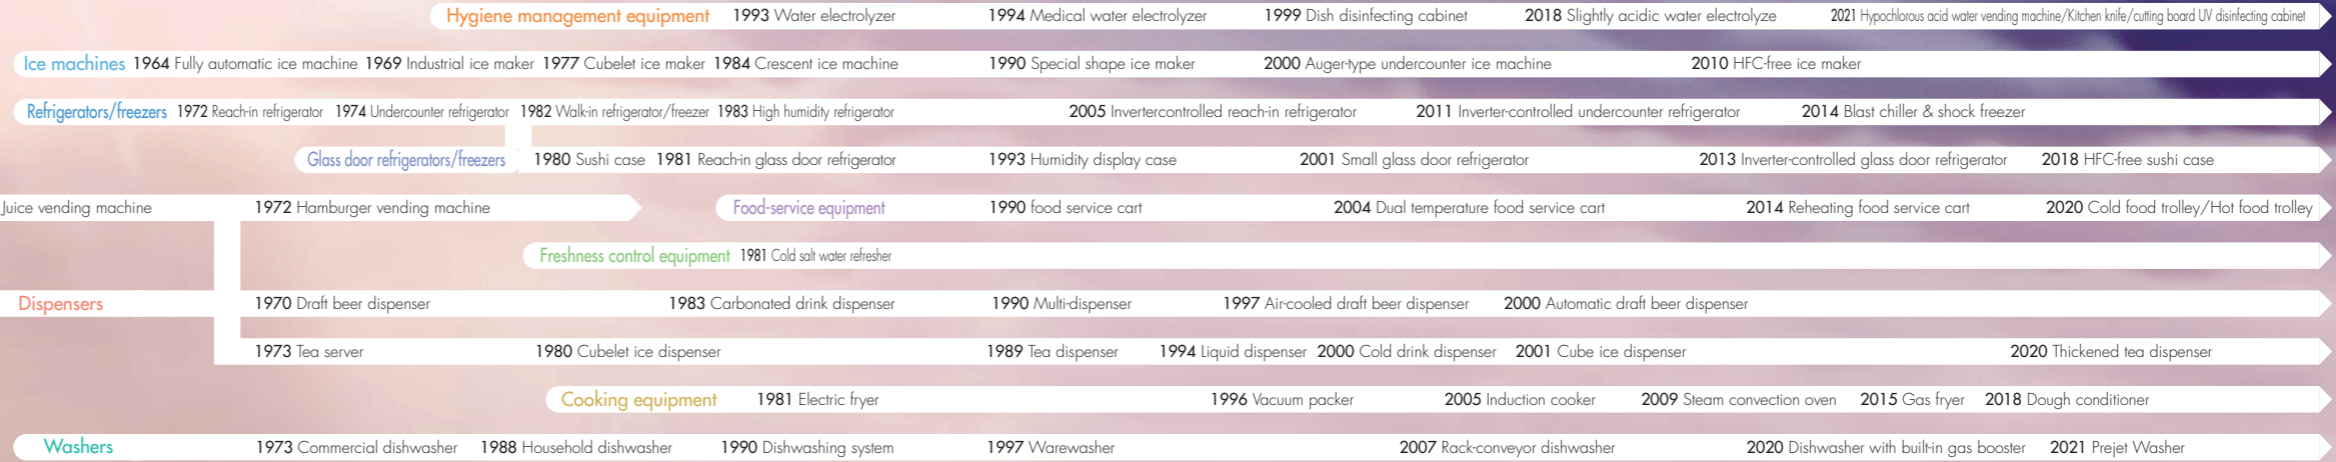 Hygiene management equipment 1993 Water electrolyzer 1994 Medical water electrolyzer 1999 Dish disinfecting cabinet 2018 Slightly acidic water electrolyze 2021 Hypochlorous acid water vending machine/Kitchen knife/cutting board UV disinfecting cabinet
Ice machines 1964 Fully automatic ice machine 1969 Industrial ice maker 1977 Cubelet ice maker 1984 Crescent ice machine 1990 Special shape ice maker 2000 Auger-type undercounter ice machine 2010 HFC-free ice maker
Refrigerators/freezers 1972 Reach-in refrigerator 1974 Undercounter refrigerator 1982 Walk-in refrigerator/freezer 1983 High humidity refrigerator 2005 Invertercontrolled reach-in refrigerator 2011 Inverter-controlled undercounter refrigerator 2014 Blast chiller & shock freezer
Glass door refrigerators/freezers 1980 Sushi case 1981 Reach-in glass door refrigerator 1993 Humidity display case 2001 Small glass door refrigerator 2013 Inverter-controlled glass door refrigerator 2018 HFC-free sushi case
Juice vending machine 1972 Hamburger vending machine Food-service equipment 1990 food service cart 2004 Dual temperature food service cart 2014 Reheating food service cart 2020 Cold food trolley/Hot food trolley
Freshness control equipment 1981 Cold salt water refresher
Dispensers 1970 Draft beer dispenser 1983 Carbonated drink dispenser 1990 Multi-dispenser 1997 Air-cooled draft beer dispenser 2000 Automatic draft beer dispenser
1973 Tea server 1980 Cubelet ice dispenser 1989 Tea dispenser 1994 Liquid dispenser 2000 Cold drink dispenser 2001 Cube ice dispenser 2020 Thickened tea dispenser
Cooking equipment 1981 Electric fryer 1996 Vacuum packer 2005 Induction cooker 2009 Steam convection oven 2015 Gas fryer 2018 Dough conditioner
Washers 1973 Commercial dishwasher 1988 Household dishwasher 1990 Dishwashing system 1997 Warewasher 2007 Rack-conveyor dishwasher 2020 Dishwasher with built-in gas booster 2021 Prejet Washer